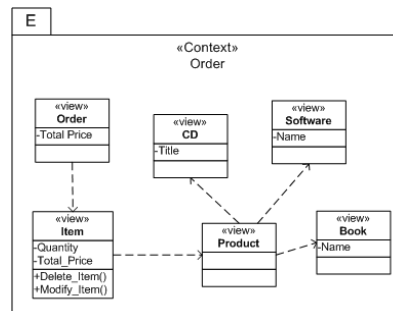 E
«Context»
Order
«view»
Order
-Total Price
«view»
CD
-Title
«view»
Software
-Name
«view»
Item
-Quantity
-Total_Price
+Delete_Item()
+Modify_Item()
«view»
Product
«view»
Book
-Name